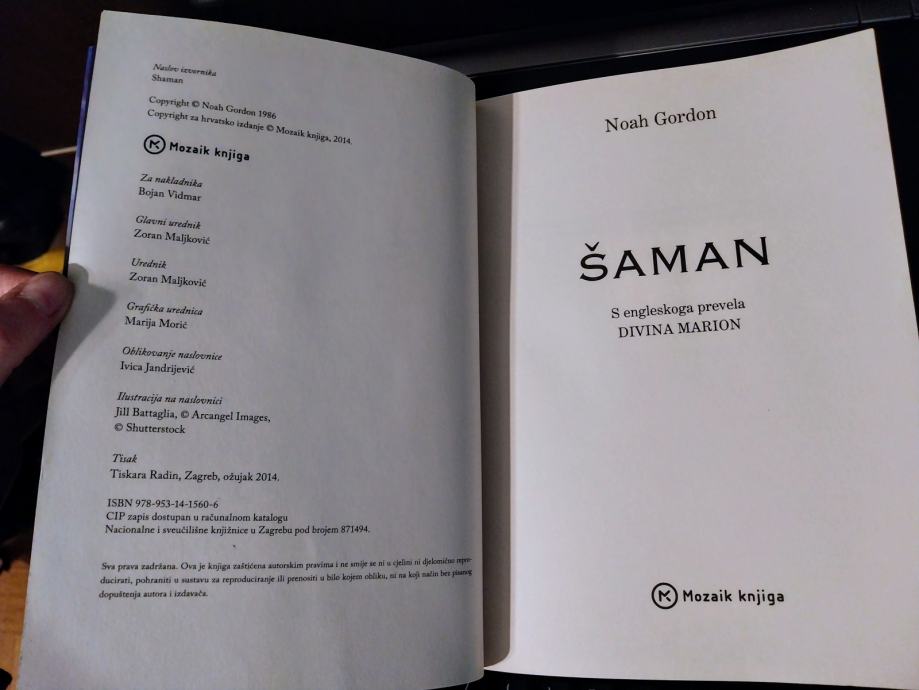 Naslov izvornika
Shaman
Copyright © Noah Gordon 1986
Copyright za hrvatsko izdanje © Mozaik knjiga, 2014.
Mozaik knjiga
Za nakladnika
Bojan Vidmar
Glavni urednik
Zoran Maljković
Urednik
Zoran Maljković
Grafička urednica
Marija Morić
Oblikovanje naslovnice
Ivica Jandrijević
Ilustracija na naslovnici
Jill Battaglia, © Arcangel Images,
© Shutterstock
Tisak
Tiskara Radin, Zagreb, ožujak 2014.
ISBN 978-953-14-1560-6
CIP zapis dostupan u računalnom katalogu
Nacionalne i sveučilišne knjižnice u Zagrebu pod brojem 871494.
Sva prava zadržana. Ova je knjiga zaštićena autorskim pravima i ne smije se ni u cjelini ni djelomično repro-
ducirati, pohraniti u sustavu za reproduciranje ili prenositi u bilo kojem obliku, ni na koji način bez pisanog
dopuštenja autora i izdavača.
Noah Gordon
ŠAMAN
S engleskoga prevela
DIVINA MARION
Mozaik knjiga